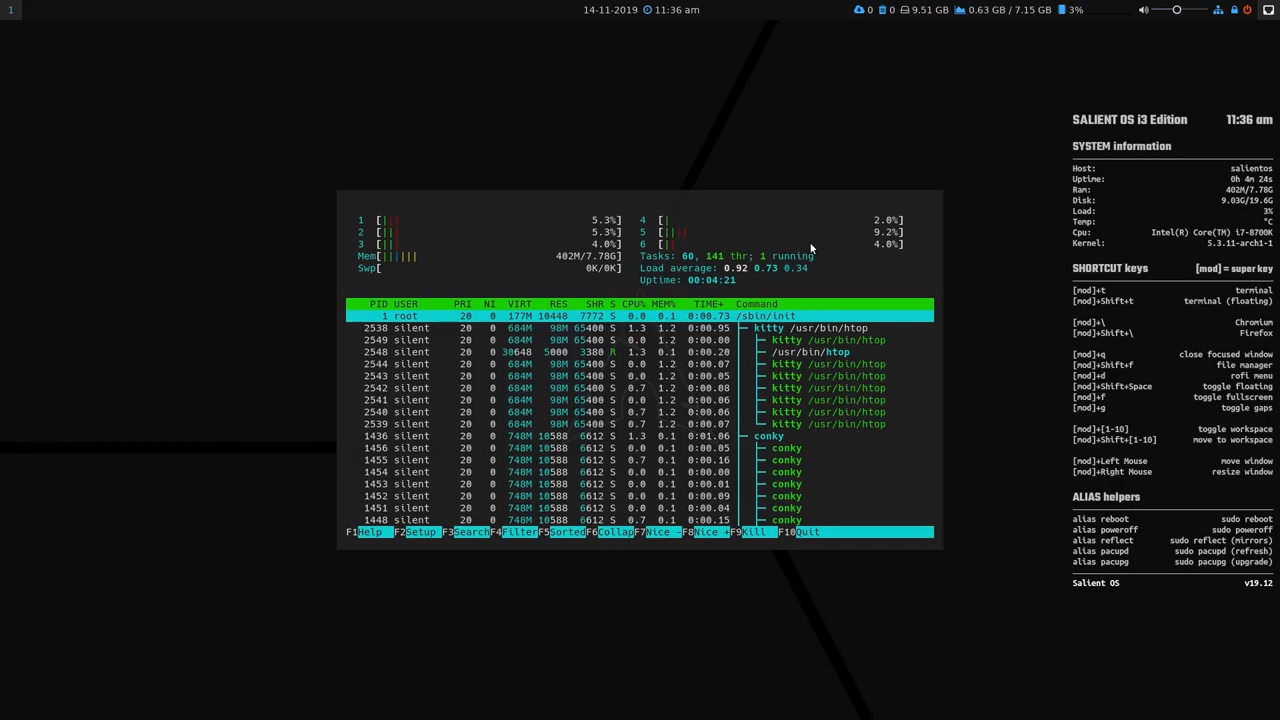 1 14-11-2019 11:36 am 0 0 9.51 GB 0.63 GB / 7.15 GB 3%
1 [||| 5.3%] 4 [| 2.0%]
2 [||| 5.3%] 5 [|||| 9.2%]
3 [||| 4.0%] 6 [|| 4.0%]
Mem[|||||| 402M/7.78G] Tasks: 60, 141 thr; 1 running
Swp[ 0K/0K] Load average: 0.92 0.73 0.34
Uptime: 00:04:21
PID USER PRI NI VIRT RES SHR S CPU% MEM% TIME+ Command
1 root 20 0 177M 10448 7772 S 0.0 0.1 0:00.73 /sbin/init
2538 silent 20 0 684M 98M 65400 S 1.3 1.2 0:00.95 kitty /usr/bin/htop
2549 silent 20 0 684M 98M 65400 S 0.0 1.2 0:00.00 kitty /usr/bin/htop
2548 silent 20 0 30648 5000 3380 R 1.3 0.1 0:00.20 /usr/bin/htop
2544 silent 20 0 684M 98M 65400 S 0.0 1.2 0:00.07 kitty /usr/bin/htop
2543 silent 20 0 684M 98M 65400 S 0.0 1.2 0:00.05 kitty /usr/bin/htop
2542 silent 20 0 684M 98M 65400 S 0.7 1.2 0:00.08 kitty /usr/bin/htop
2541 silent 20 0 684M 98M 65400 S 0.0 1.2 0:00.06 kitty /usr/bin/htop
2540 silent 20 0 684M 98M 65400 S 0.7 1.2 0:00.06 kitty /usr/bin/htop
2539 silent 20 0 684M 98M 65400 S 0.7 1.2 0:00.07 kitty /usr/bin/htop
1436 silent 20 0 748M 10588 6612 S 1.3 0.1 0:01.06 conky
1456 silent 20 0 748M 10588 6612 S 0.0 0.1 0:00.05 conky
1455 silent 20 0 748M 10588 6612 S 0.7 0.1 0:00.16 conky
1454 silent 20 0 748M 10588 6612 S 0.0 0.1 0:00.00 conky
1453 silent 20 0 748M 10588 6612 S 0.0 0.1 0:00.01 conky
1452 silent 20 0 748M 10588 6612 S 0.0 0.1 0:00.09 conky
1451 silent 20 0 748M 10588 6612 S 0.0 0.1 0:00.04 conky
1448 silent 20 0 748M 10588 6612 S 0.7 0.1 0:00.15 conky
F1Help F2Setup F3SearchF4FilterF5SortedF6CollapF7Nice -F8Nice +F9Kill F10Quit
SALIENT OS i3 Edition 11:36 am
SYSTEM information
Host: salientos
Uptime: 0h 4m 24s
Ram: 402M/7.78G
Disk: 9.03G/19.6G
Load: 3%
Temp: °C
Cpu: Intel(R) Core(TM) i7-8700K
Kernel: 5.3.11-arch1-1
SHORTCUT keys [mod] = super key
[mod]+t terminal
[mod]+Shift+t terminal (floating)
[mod]+\ Chromium
[mod]+Shift+\ Firefox
[mod]+q close focused window
[mod]+Shift+f file manager
[mod]+d rofi menu
[mod]+Shift+Space toggle floating
[mod]+f toggle fullscreen
[mod]+g toggle gaps
[mod]+[1-10] toggle workspace
[mod]+Shift+[1-10] move to workspace
[mod]+Left Mouse move window
[mod]+Right Mouse resize window
ALIAS helpers
alias reboot sudo reboot
alias poweroff sudo poweroff
alias reflect sudo reflect (mirrors)
alias pacupd sudo pacupd (refresh)
alias pacupg sudo pacupg (upgrade)
Salient OS v19.12